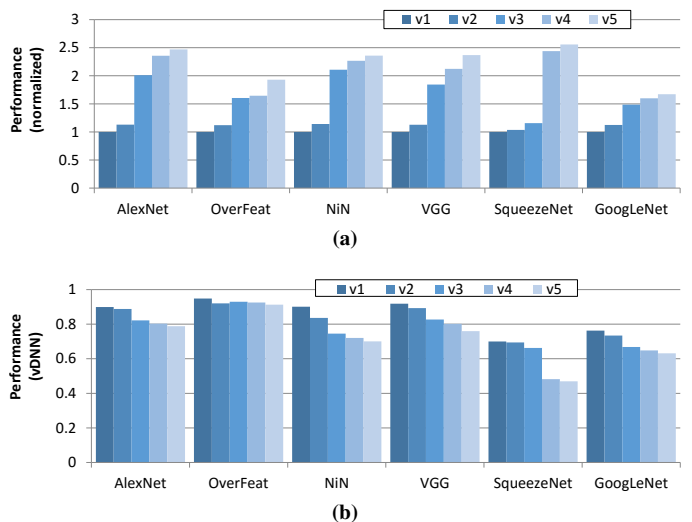 v1 v2 v3 v4 v5
Performance
(normalized)
3
2.5
2
1.5
1
0.5
0
AlexNet OverFeat NiN VGG SqueezeNet GoogLeNet
(a)
v1 v2 v3 v4 v5
Performance
(vDNN)
1
0.8
0.6
0.4
0.2
0
AlexNet OverFeat NiN VGG SqueezeNet GoogLeNet
(b)